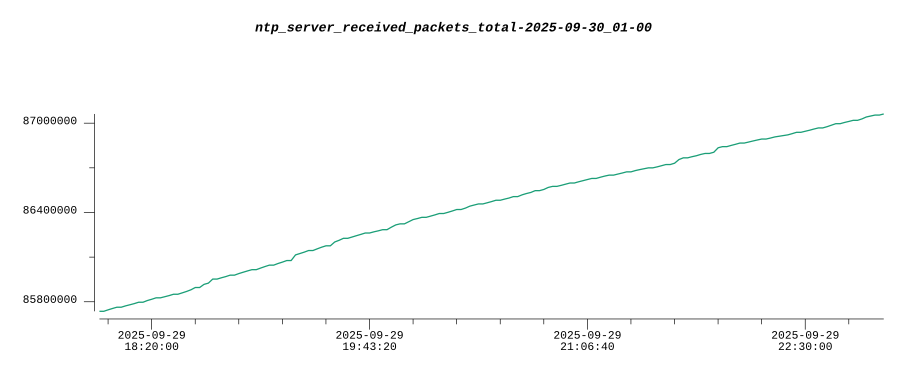 ntp_server_received_packets_total-2025-09-30_01-00
87000000
86400000
85800000
2025-09-29 2025-09-29 2025-09-29 2025-09-29
18:20:00 19:43:20 21:06:40 22:30:00